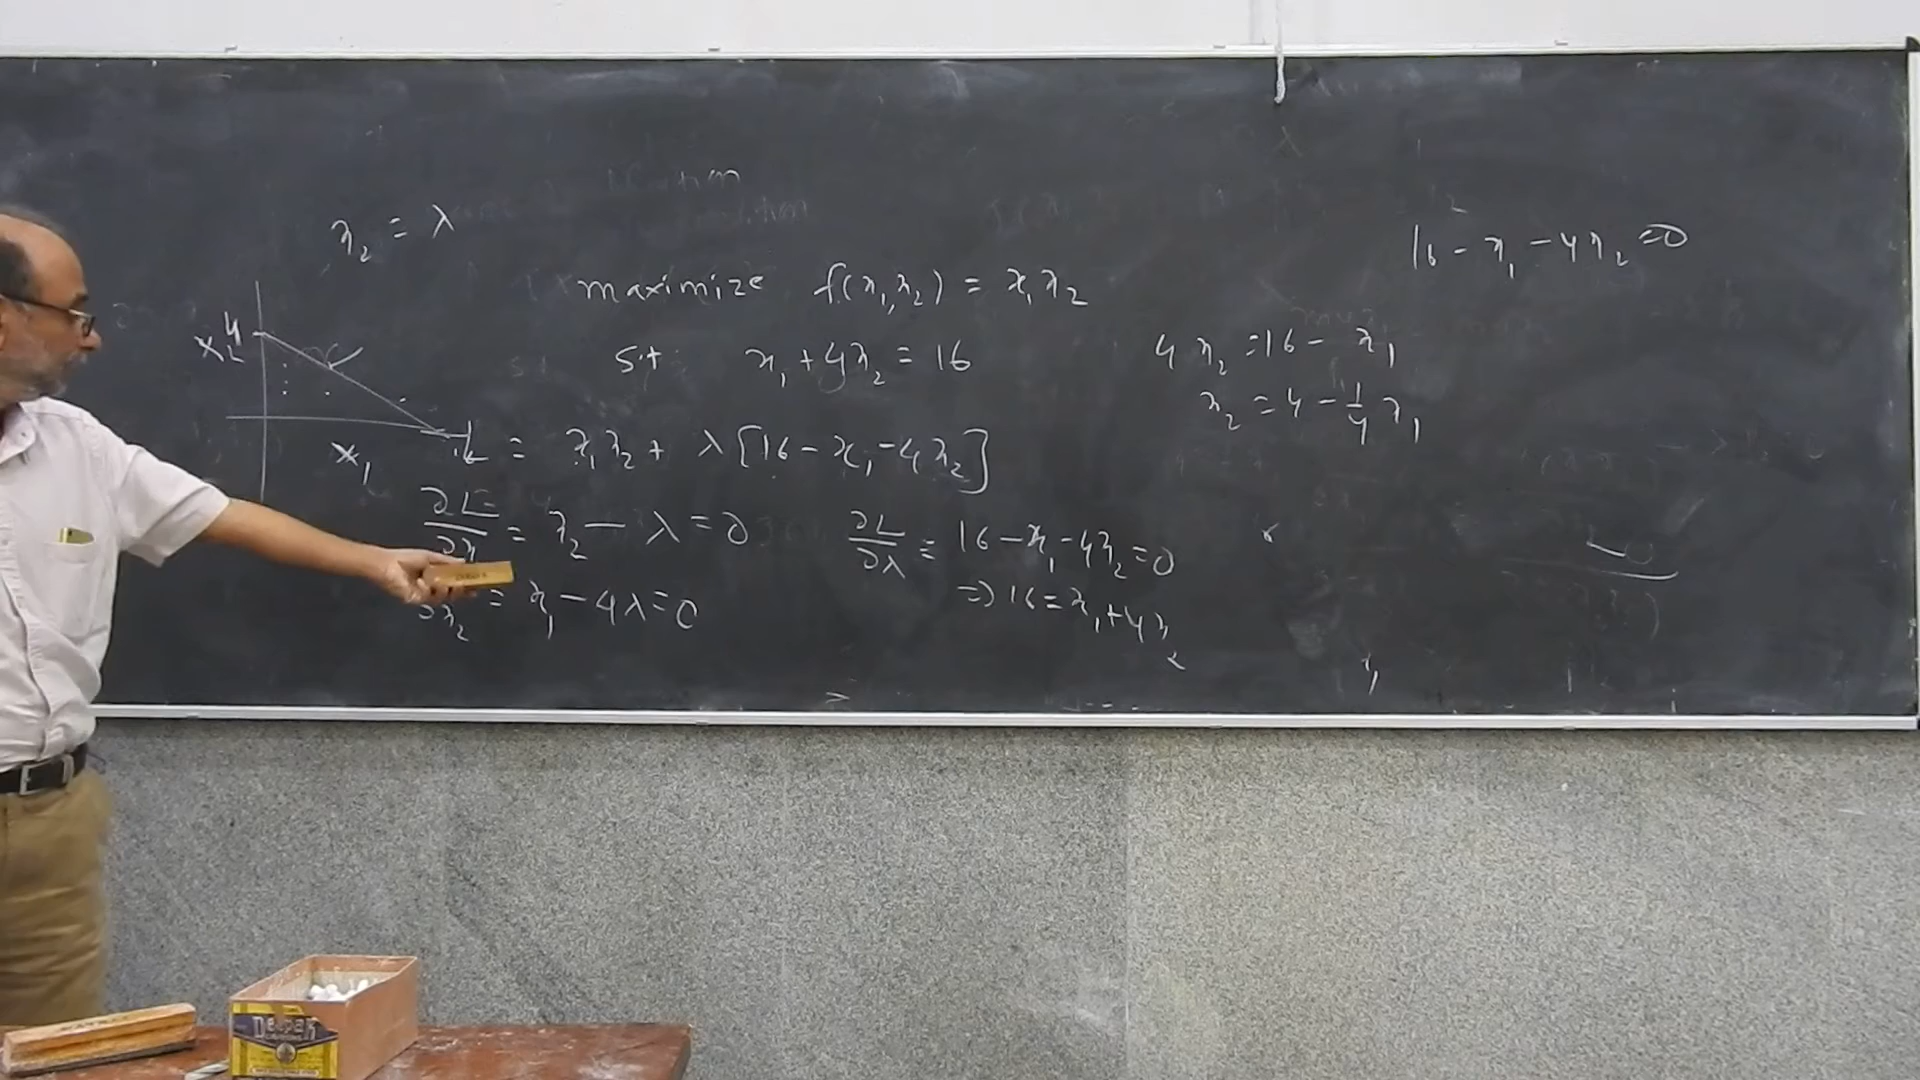 x₂ = λ
maximize f(x₁,x₂) = x₁x₂
s.t. x₁ + 4x₂ = 16
16 - x₁ - 4x₂ = 0
4x₂ = 16 - x₁
x₂ = 4 - 1/4 x₁
4
x₂
x₁
L = x₁x₂ + λ[16 - x₁ - 4x₂]
∂L/∂x = x₂ - λ = 0
∂x₂ = x₁ - 4λ = 0
∂L/∂λ = 16 - x₁ - 4x₂ = 0
⇒ 16 = x₁ + 4x₂
Deepak